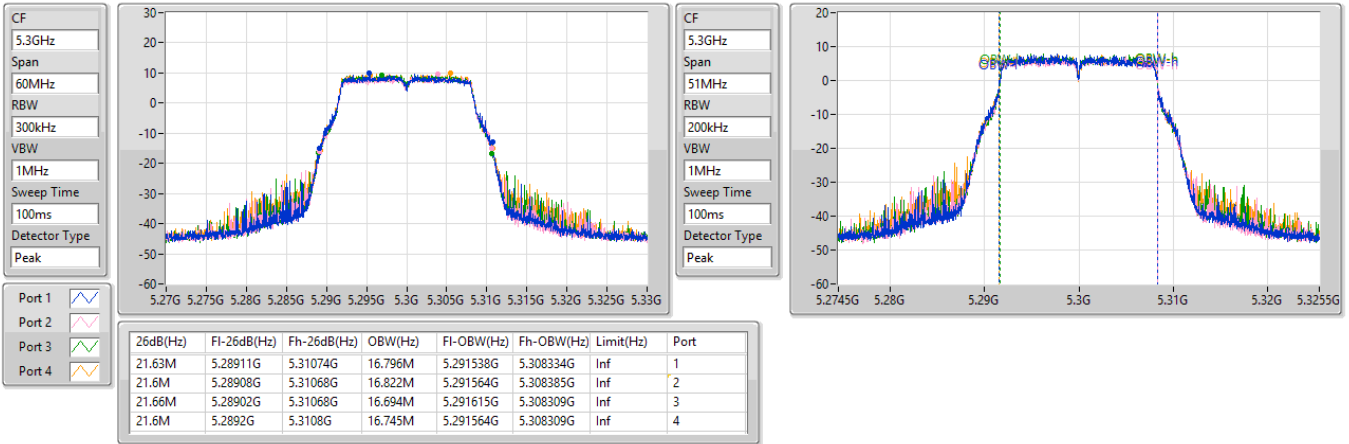 CF
5.3GHz
Span
60MHz
RBW
300kHz
VBW
1MHz
Sweep Time
100ms
Detector Type
Peak
30
20
10
0
-10
-20
-30
-40
-50
-60
5.27G 5.275G 5.28G 5.285G 5.29G 5.295G 5.3G 5.305G 5.31G 5.315G 5.32G 5.325G 5.33G
CF
5.3GHz
Span
51MHz
RBW
200kHz
VBW
1MHz
Sweep Time
100ms
Detector Type
Peak
20
10
0
-10
-20
-30
-40
-50
-60
5.2745G 5.28G 5.29G 5.3G 5.31G 5.32G 5.3255G
Port 1
Port 2
Port 3
Port 4
26dB(Hz) Fl-26dB(Hz) Fh-26dB(Hz) OBW(Hz) Fl-OBW(Hz) Fh-OBW(Hz) Limit(Hz) Port
21.63M 5.28911G 5.31074G 16.796M 5.291538G 5.308334G Inf 1
21.6M 5.28908G 5.31068G 16.822M 5.291564G 5.308385G Inf 2
21.66M 5.28902G 5.31068G 16.694M 5.291615G 5.308309G Inf 3
21.6M 5.2892G 5.3108G 16.745M 5.291564G 5.308309G Inf 4